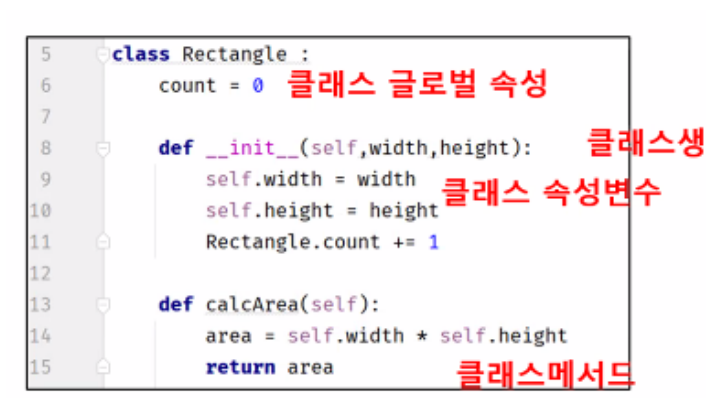 5 class Rectangle :
6 count = 0 클래스 글로벌 속성
7
8 def __init__(self,width,height): 클래스생
9 self.width = width
클래스 속성변수
10 self.height = height
11 Rectangle.count += 1
12
13 def calcArea(self):
14 area = self.width * self.height
15 return area 클래스메서드